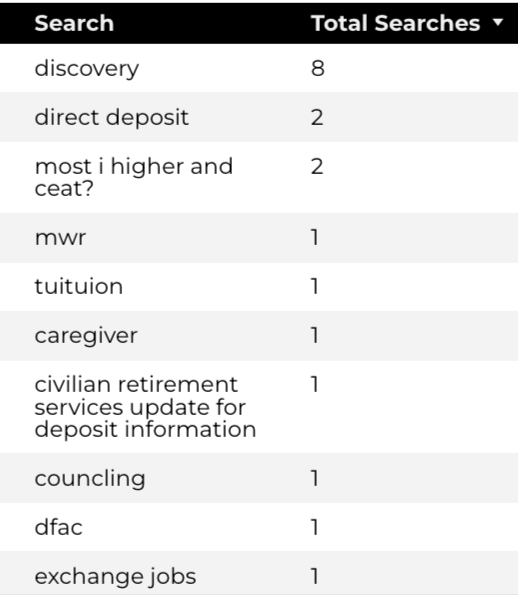 Search Total Searches ▼
discovery 8
direct deposit 2
most i higher and 2
ceat?
mwr 1
tuituion 1
caregiver 1
civilian retirement 1
services update for
deposit information
councling 1
dfac 1
exchange jobs 1